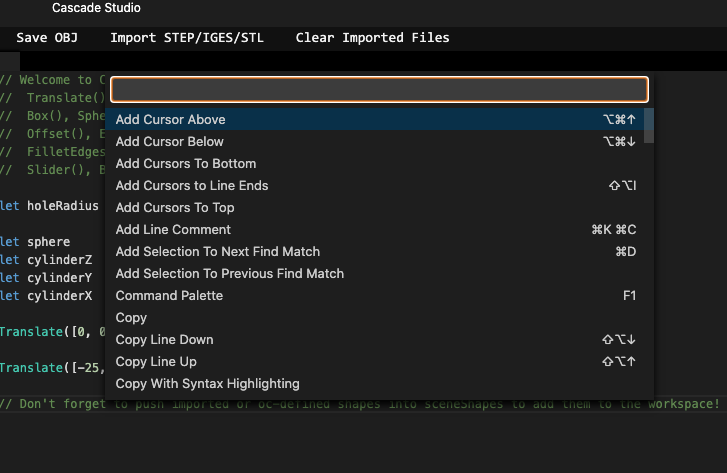 Cascade Studio
Save OBJ Import STEP/IGES/STL Clear Imported Files
// Welcome to C
// Translate()
// Box(), Sphe
// Offset(), E
// FilletEdges
// Slider(), B
let holeRadius
let sphere
let cylinderZ
let cylinderY
let cylinderX
Translate([0, 0
Translate([-25,
Add Cursor Above ⌥⌘↑
Add Cursor Below ⌥⌘↓
Add Cursors To Bottom
Add Cursors to Line Ends ⇧⌥I
Add Cursors To Top
Add Line Comment ⌘K ⌘C
Add Selection To Next Find Match ⌘D
Add Selection To Previous Find Match
Command Palette F1
Copy
Copy Line Down ⇧⌥↓
Copy Line Up ⇧⌥↑
Copy With Syntax Highlighting
// Don't forget to push imported or oc-defined shapes into sceneShapes to add them to the workspace!